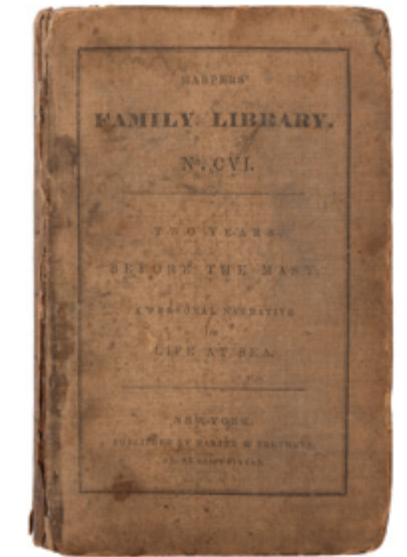 HARPERS'
FAMILY LIBRARY.
No. CVI.
TWO YEARS
BEFORE THE MAST.
A PERSONAL NARRATIVE
OF
LIFE AT SEA.
NEW-YORK:
PUBLISHED BY HARPER & BROTHERS,